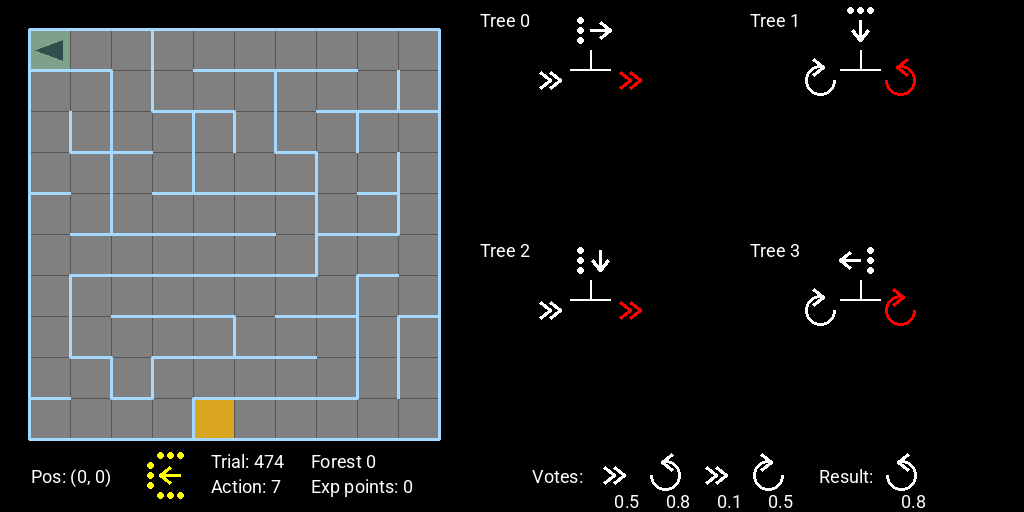 Tree 0
Tree 1
Tree 2
Tree 3
Pos: (0, 0)
Trial: 474
Forest 0
Action: 7
Exp points: 0
Votes:
0.5
0.8
0.1
0.5
Result:
0.8